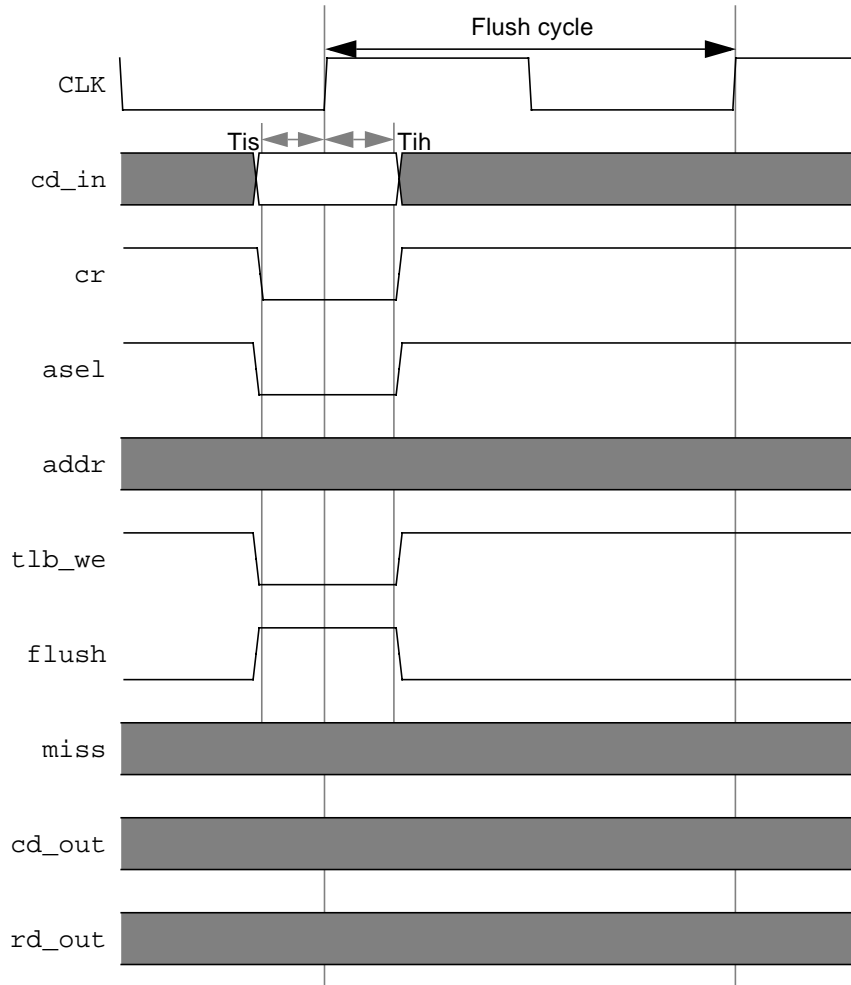 Flush cycle
CLK
Tis Tih
cd_in
cr
asel
addr
tlb_we
flush
miss
cd_out
rd_out